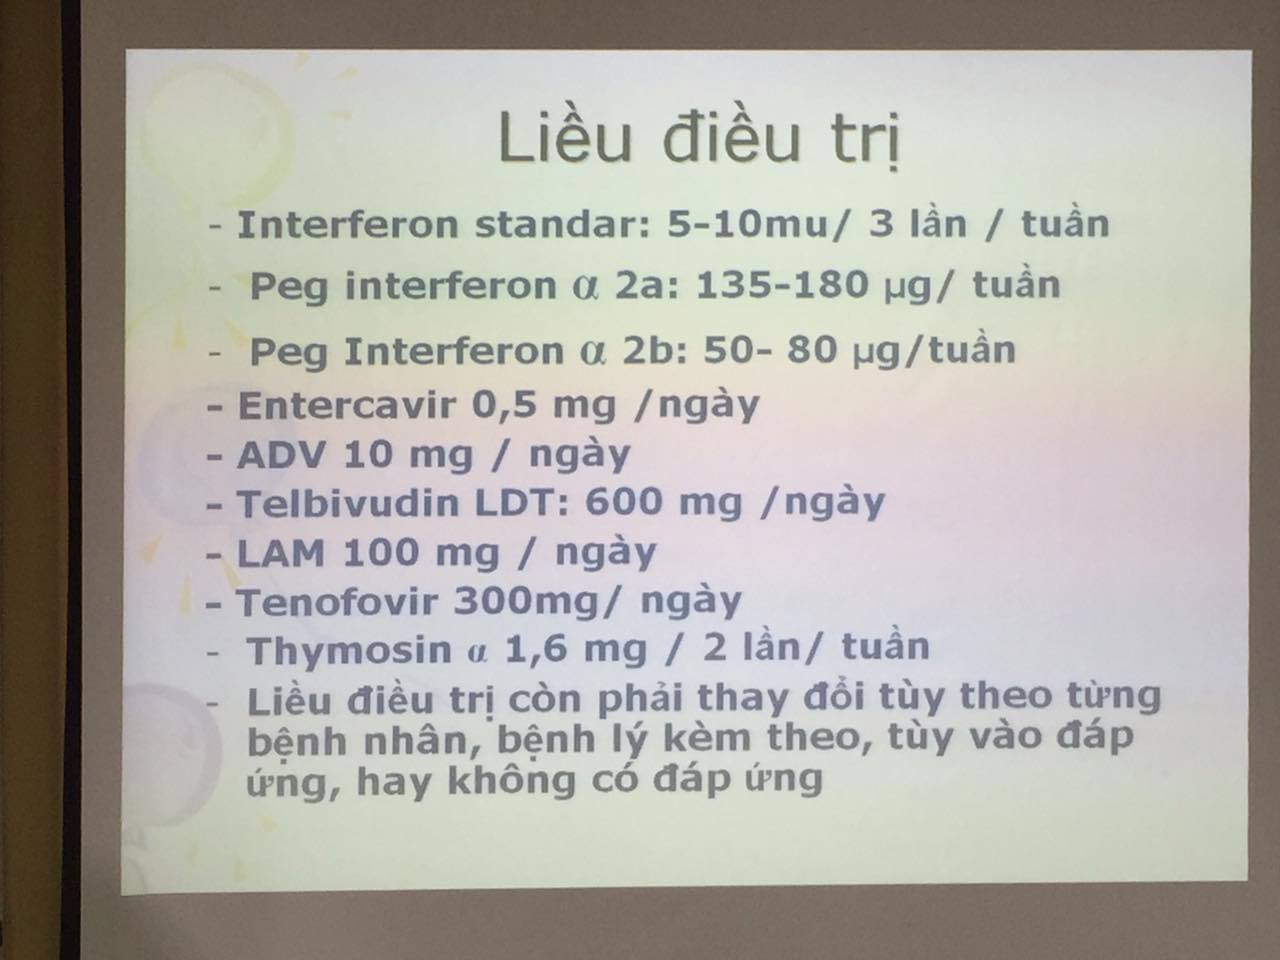 Liều điều trị
- Interferon standar: 5-10mu/ 3 lần / tuần
- Peg interferon α 2a: 135-180 µg/ tuần
- Peg Interferon α 2b: 50- 80 µg/tuần
- Entercavir 0,5 mg /ngày
- ADV 10 mg / ngày
- Telbivudin LDT: 600 mg /ngày
- LAM 100 mg / ngày
- Tenofovir 300mg/ ngày
- Thymosin α 1,6 mg / 2 lần/ tuần
- Liều điều trị còn phải thay đổi tùy theo từng
bệnh nhân, bệnh lý kèm theo, tùy vào đáp
ứng, hay không có đáp ứng